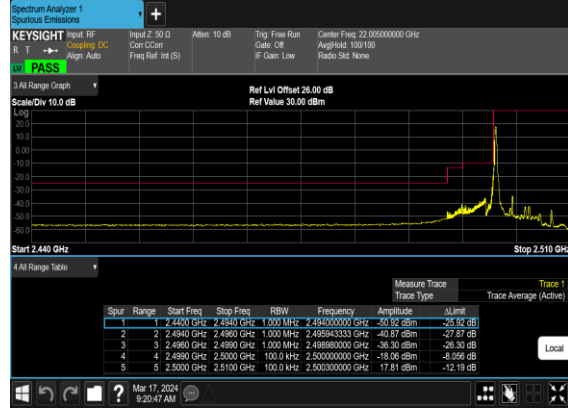 Spectrum Analyzer 1
Spurious Emissions
+
KEYSIGHT Input: RF Input Z: 50 Ω Atten: 10 dB Trig: Free Run Center Freq: 22.005000000 GHz
R T Coupling: DC Corr CCorr Gate: Off Avg|Hold: 100/100
Align: Auto Freq Ref: Int (S) IF Gain: Low Radio Std: None
PASS
3 All Range Graph
Ref Lvl Offset 26.00 dB
Scale/Div 10.0 dB Ref Value 30.00 dBm
Log
20.0
10.0
0.00
-10.0
-20.0
-30.0
-40.0
-50.0
-60.0
Start 2.440 GHz Stop 2.510 GHz
4 All Range Table
Measure Trace Trace 1
Trace Type Trace Average (Active)
Spur Range Start Freq Stop Freq RBW Frequency Amplitude ΔLimit
1 1 2.4400 GHz 2.4940 GHz 1.000 MHz 2.494000000 GHz -50.92 dBm -25.92 dB
2 2 2.4940 GHz 2.4960 GHz 1.000 MHz 2.495943333 GHz -40.87 dBm -27.87 dB
3 3 2.4960 GHz 2.4990 GHz 1.000 MHz 2.498980000 GHz -36.30 dBm -26.30 dB
4 4 2.4990 GHz 2.5000 GHz 100.0 kHz 2.500000000 GHz -18.06 dBm -8.056 dB
5 5 2.5000 GHz 2.5100 GHz 100.0 kHz 2.500300000 GHz 17.81 dBm -12.19 dB
Local
? Mar 17, 2024
9:20:47 AM